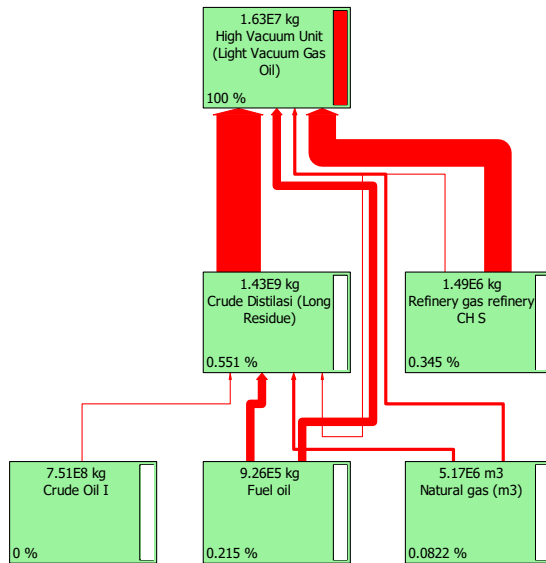 1.63E7 kg
High Vacuum Unit
(Light Vacuum Gas
Oil)
100 %
1.43E9 kg
Crude Distilasi (Long
Residue)
0.551 %
1.49E6 kg
Refinery gas refinery
CH S
0.345 %
7.51E8 kg
Crude Oil I
0 %
9.26E5 kg
Fuel oil
0.215 %
5.17E6 m3
Natural gas (m3)
0.0822 %